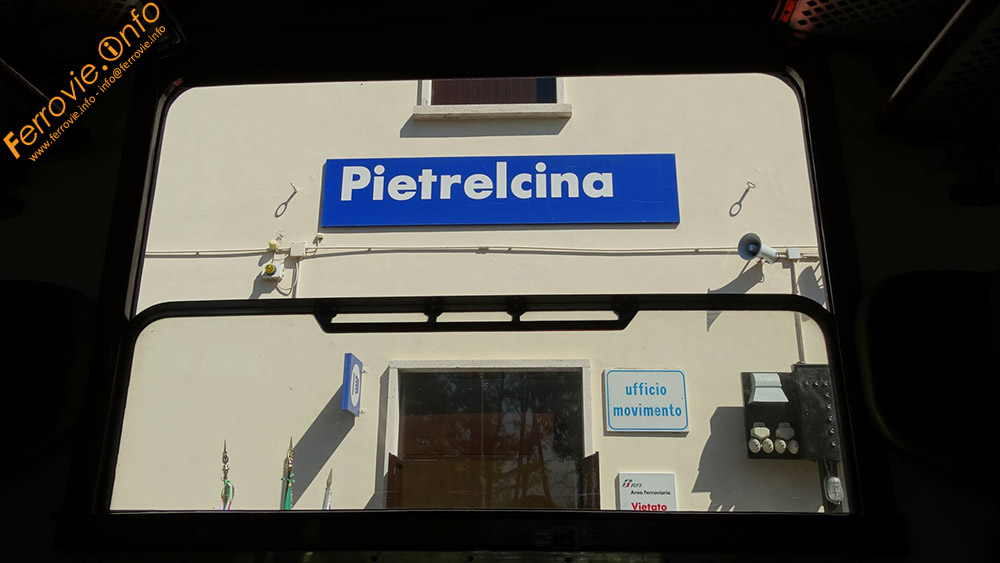 Ferrovie.info
www.ferrovie.info - info@ferrovie.info
Pietrelcina
ufficio
movimento
RFI
Area Ferroviaria
Vietato